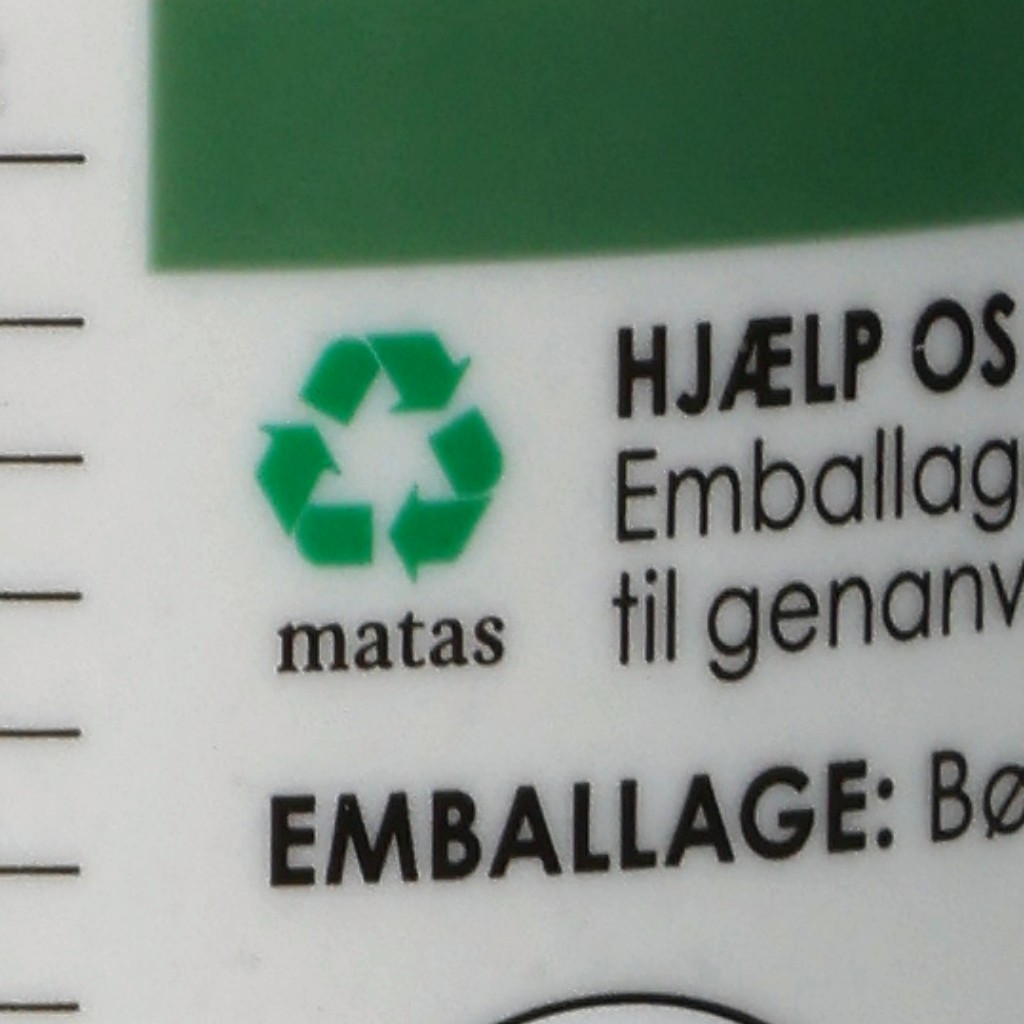 HJÆLP OS
Emballag
til genanv
matas
EMBALLAGE: Bø